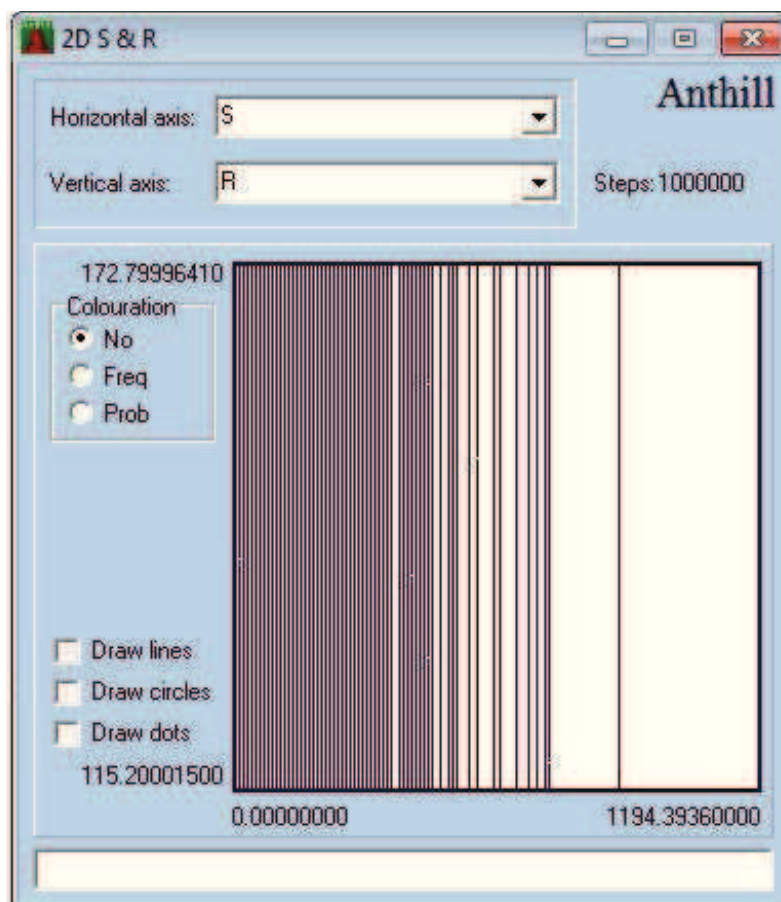 2D S & R
Anthill
Horizontal axis: S
Vertical axis: R
Steps: 1000000
172.79996410
Colouration
No
Freq
Prob
Draw lines
Draw circles
Draw dots
115.20001500
0.00000000 1194.39360000